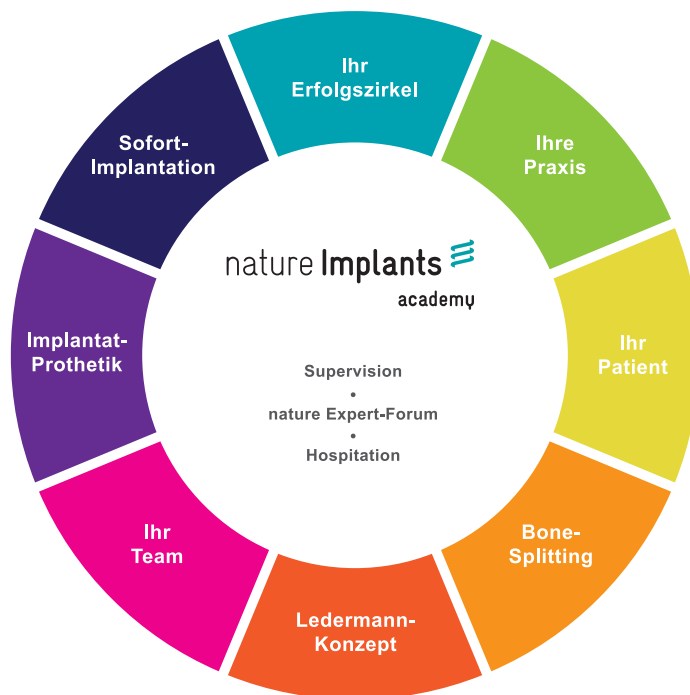 Ihr
Erfolgszirkel
Ihre
Praxis
Ihr
Patient
Bone-
Splitting
Ledermann-
Konzept
Ihr
Team
Implantat-
Prothetik
Sofort-
Implantation
nature Implants
academy
Supervision
•
nature Expert-Forum
•
Hospitation